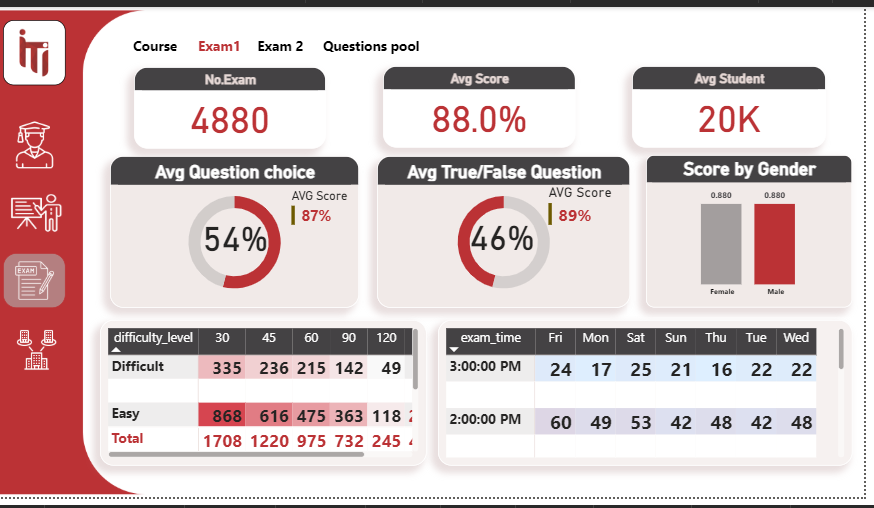 iTi
Course Exam1 Exam 2 Questions pool
No.Exam
4880
Avg Score
88.0%
Avg Student
20K
Avg Question choice
AVG Score
87%
54%
Avg True/False Question
AVG Score
89%
46%
Score by Gender
0.880 0.880
Female Male
EXAM
difficulty_level 30 45 60 90 120
Difficult 335 236 215 142 49
Easy 868 616 475 363 118
Total 1708 1220 975 732 245
exam_time Fri Mon Sat Sun Thu Tue Wed
3:00:00 PM 24 17 25 21 16 22 22
2:00:00 PM 60 49 53 42 48 42 48